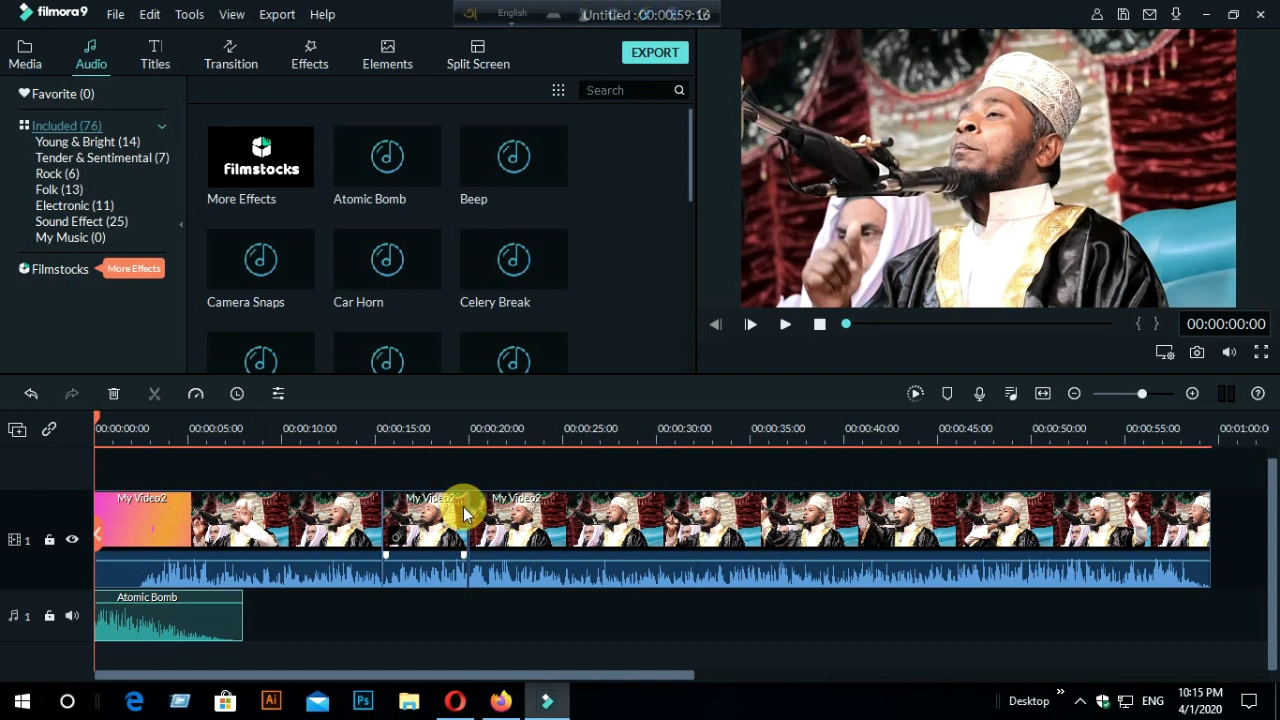 filmora9 File Edit Tools View Export Help English Untitled : 00:00:59:16
Media Audio Titles Transition Effects Elements Split Screen EXPORT
Favorite (0)
Search
Included (76)
Young & Bright (14)
Tender & Sentimental (7)
Rock (6)
Folk (13)
Electronic (11)
Sound Effect (25)
My Music (0)
Filmstocks More Effects
filmstocks
More Effects Atomic Bomb Beep
Camera Snaps Car Horn Celery Break
00:00:00:00
00:00:00:00 00:00:05:00 00:00:10:00 00:00:15:00 00:00:20:00 00:00:25:00 00:00:30:00 00:00:35:00 00:00:40:00 00:00:45:00 00:00:50:00 00:00:55:00 00:01:00:0
My Video2 My Video2 My Video2
1
Atomic Bomb
1
Ai Ps Desktop ENG 10:15 PM
4/1/2020